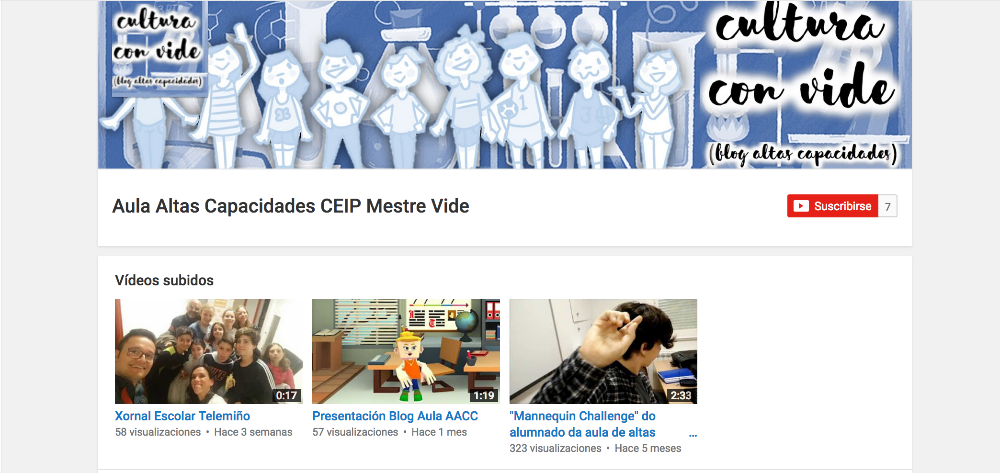 cultura
con vide
(blog altas capacidades)
cultura
con vide
(blog altas capacidades)
1
3
Aula Altas Capacidades CEIP Mestre Vide
Suscribirse 7
Vídeos subidos
0:17
1:19
2:33
Xornal Escolar Telemiño
58 visualizaciones • Hace 3 semanas
Presentación Blog Aula AACC
57 visualizaciones • Hace 1 mes
"Mannequin Challenge" do
alumnado da aula de altas ...
323 visualizaciones • Hace 5 meses